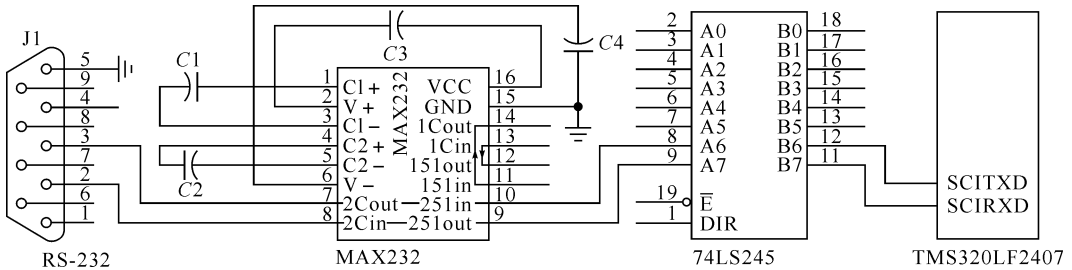 J1
5
9
4
8
3
7
2
6
1
RS-232
C1
C2
C3
C4
1
2
3
4
5
6
7
8
C1+
V+
C1-
C2+
C2-
V-
2Cout
2Cin
MAX232
VCC
GND
1Cout
1Cin
151out
151in
251in
251out
16
15
14
13
12
11
10
9
MAX232
2
3
4
5
6
7
8
9
19
1
A0
A1
A2
A3
A4
A5
A6
A7
E
DIR
B0
B1
B2
B3
B4
B5
B6
B7
18
17
16
15
14
13
12
11
74LS245
SCITXD
SCIRXD
TMS320LF2407